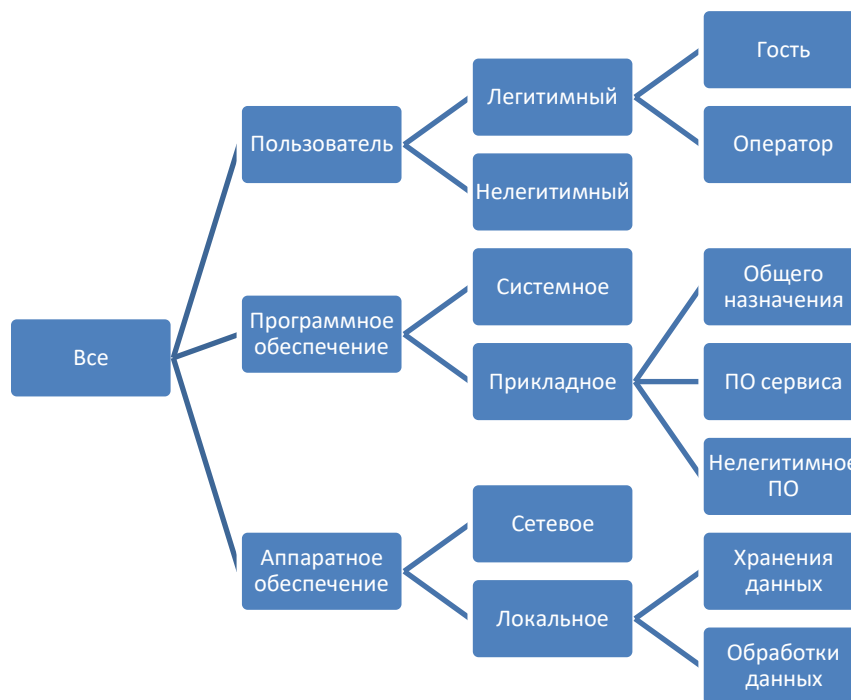 Все
Пользователь
Легитимный
Гость
Оператор
Нелегитимный
Программное
обеспечение
Системное
Прикладное
Общего
назначения
ПО сервиса
Нелегитимное
ПО
Аппаратное
обеспечение
Сетевое
Локальное
Хранения
данных
Обработки
данных